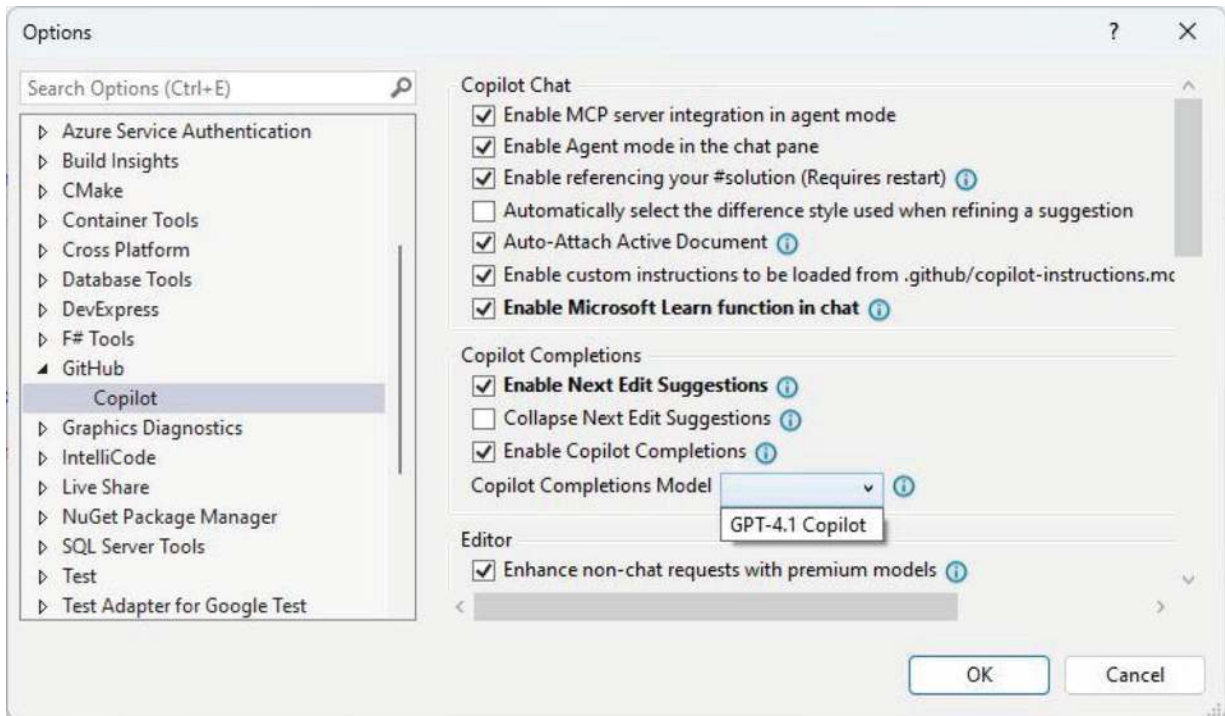 Options
?
Search Options (Ctrl+E)
Azure Service Authentication
Build Insights
CMake
Container Tools
Cross Platform
Database Tools
DevExpress
F# Tools
GitHub
Copilot
Graphics Diagnostics
IntelliCode
Live Share
NuGet Package Manager
SQL Server Tools
Test
Test Adapter for Google Test
Copilot Chat
Enable MCP server integration in agent mode
Enable Agent mode in the chat pane
Enable referencing your #solution (Requires restart)
Automatically select the difference style used when refining a suggestion
Auto-Attach Active Document
Enable custom instructions to be loaded from .github/copilot-instructions.mc
Enable Microsoft Learn function in chat
Copilot Completions
Enable Next Edit Suggestions
Collapse Next Edit Suggestions
Enable Copilot Completions
Copilot Completions Model
GPT-4.1 Copilot
Editor
Enhance non-chat requests with premium models
OK
Cancel